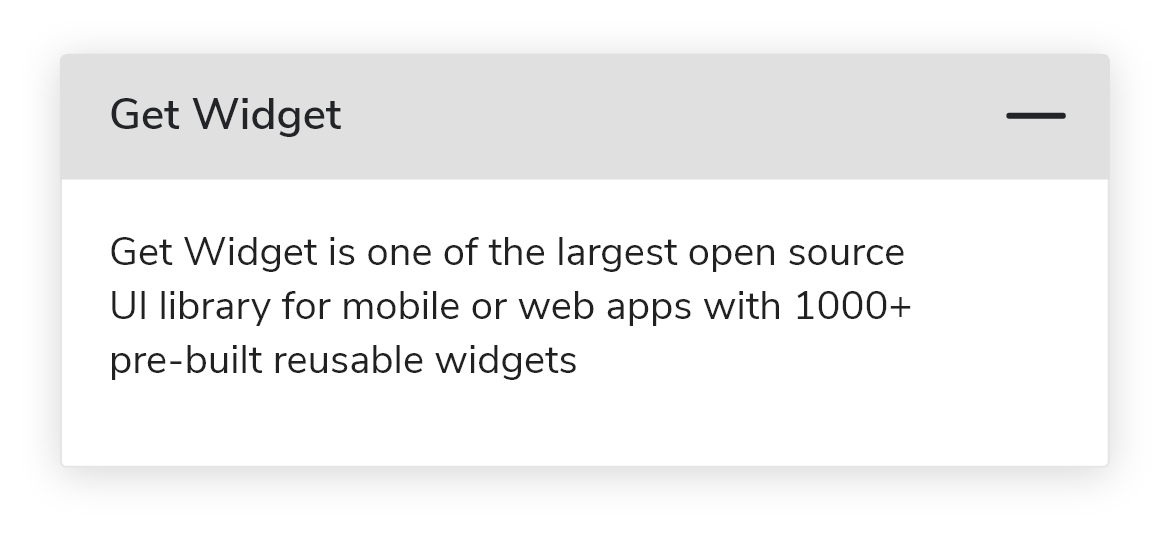 Get Widget
Get Widget is one of the largest open source
UI library for mobile or web apps with 1000+
pre-built reusable widgets